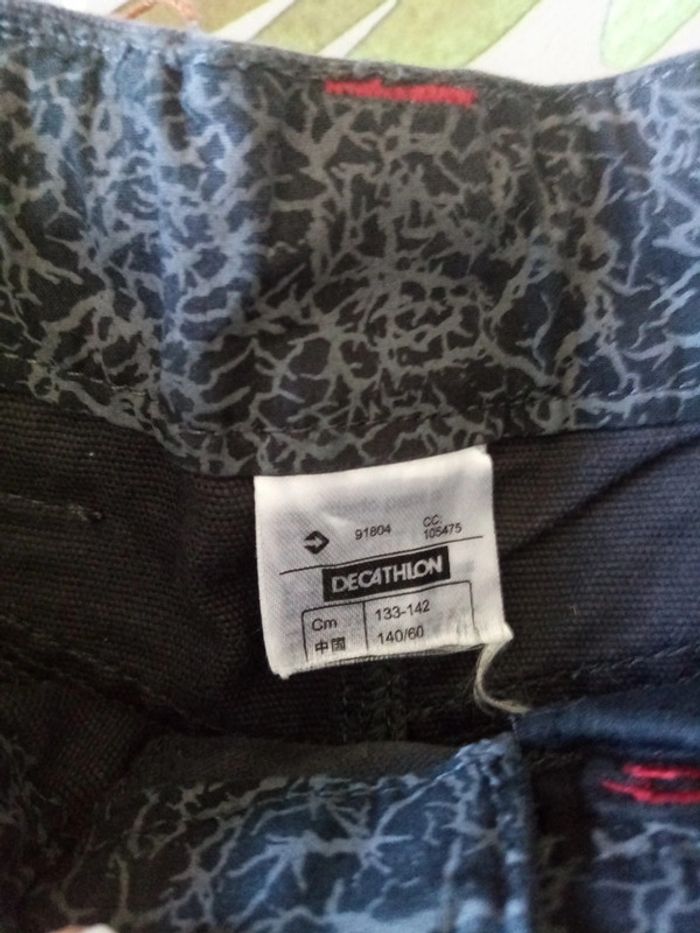 91804
CC:
105475
DECATHLON
Cm 133-142
中国 140/60